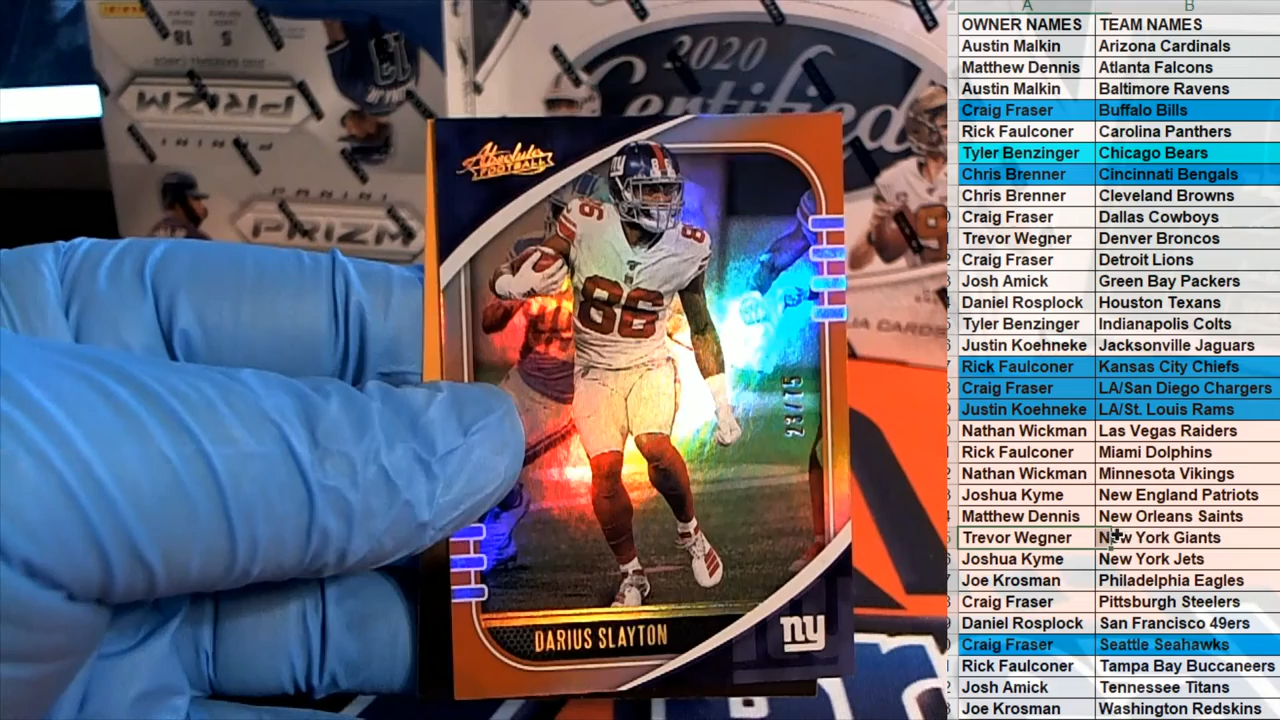 2020
Certified
PRIZM
PANINI
PRIZM
Absolute
FOOTBALL
NY
86
86
86
23/75
DARIUS SLAYTON
ny
A B
OWNER NAMES TEAM NAMES
Austin Malkin Arizona Cardinals
Matthew Dennis Atlanta Falcons
Austin Malkin Baltimore Ravens
Craig Fraser Buffalo Bills
Rick Faulconer Carolina Panthers
Tyler Benzinger Chicago Bears
Chris Brenner Cincinnati Bengals
Chris Brenner Cleveland Browns
Craig Fraser Dallas Cowboys
Trevor Wegner Denver Broncos
Craig Fraser Detroit Lions
Josh Amick Green Bay Packers
Daniel Rosplock Houston Texans
Tyler Benzinger Indianapolis Colts
Justin Koehneke Jacksonville Jaguars
Rick Faulconer Kansas City Chiefs
Craig Fraser LA/San Diego Chargers
Justin Koehneke LA/St. Louis Rams
Nathan Wickman Las Vegas Raiders
Rick Faulconer Miami Dolphins
Nathan Wickman Minnesota Vikings
Joshua Kyme New England Patriots
Matthew Dennis New Orleans Saints
Trevor Wegner New York Giants
Joshua Kyme New York Jets
Joe Krosman Philadelphia Eagles
Craig Fraser Pittsburgh Steelers
Daniel Rosplock San Francisco 49ers
Craig Fraser Seattle Seahawks
Rick Faulconer Tampa Bay Buccaneers
Josh Amick Tennessee Titans
Joe Krosman Washington Redskins